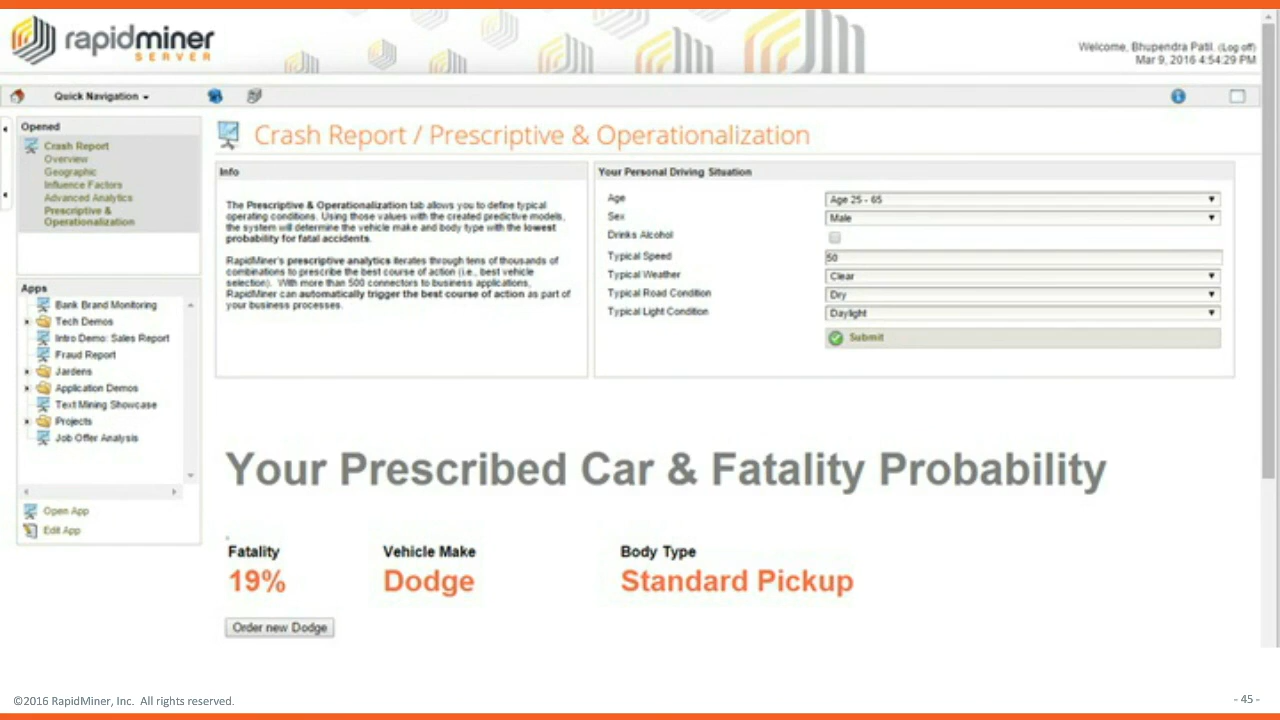 rapidminer
SERVER
Welcome, Bhupendra Patil. (Log off)
Mar 9, 2016 4:54:29 PM
Quick Navigation
Opened
Crash Report
Overview
Geographic
Influence Factors
Advanced Analytics
Prescriptive &
Operationalization
Apps
Bank Brand Monitoring
Tech Demos
Intro Demo: Sales Report
Fraud Report
Jardens
Application Demos
Text Mining Showcase
Projects
Job Offer Analysis
Open App
Edit App
Crash Report / Prescriptive & Operationalization
Info
The Prescriptive & Operationalization tab allows you to define typical
operating conditions. Using those values with the created predictive models,
the system will determine the vehicle make and body type with the lowest
probability for fatal accidents.
RapidMiner's prescriptive analytics iterates through tens of thousands of
combinations to prescribe the best course of action (i.e., best vehicle
selection). With more than 500 connectors to business applications,
RapidMiner can automatically trigger the best course of action as part of
your business processes.
Your Personal Driving Situation
Age Age 25 - 65
Sex Male
Drinks Alcohol
Typical Speed 50
Typical Weather Clear
Typical Road Condition Dry
Typical Light Condition Daylight
Submit
Your Prescribed Car & Fatality Probability
Fatality Vehicle Make Body Type
19% Dodge Standard Pickup
Order new Dodge
©2016 RapidMiner, Inc. All rights reserved.
- 45 -